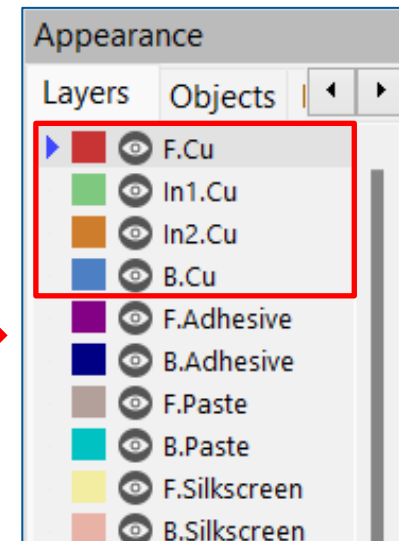 Appearance
Layers Objects
F.Cu
In1.Cu
In2.Cu
B.Cu
F.Adhesive
B.Adhesive
F.Paste
B.Paste
F.Silkscreen
B.Silkscreen